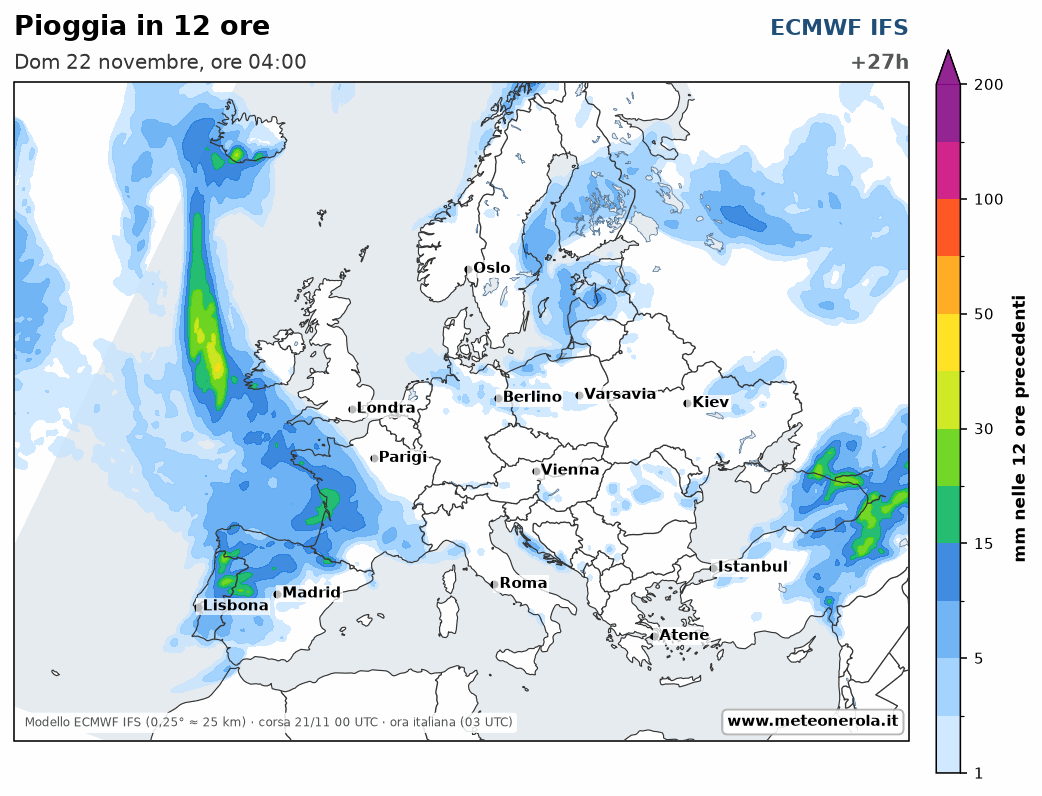 Pioggia in 12 ore
ECMWF IFS
Dom 22 novembre, ore 04:00
+27h
200
100
50
30
15
5
1
mm nelle 12 ore precedenti
Oslo
Londra
Berlino
Varsavia
Kiev
Parigi
Vienna
Istanbul
Roma
Madrid
Lisbona
Atene
Modello ECMWF IFS (0,25° ≈ 25 km) · corsa 21/11 00 UTC · ora italiana (03 UTC)
www.meteonerola.it